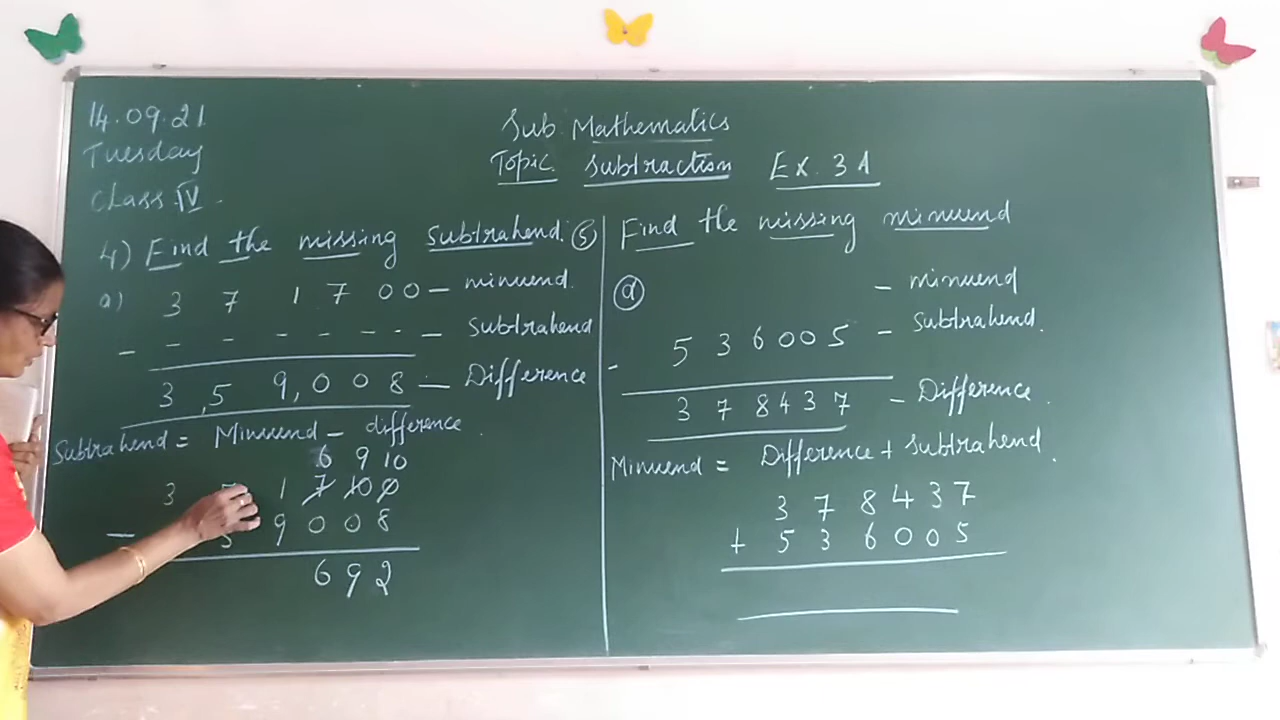 14.09.21
Tuesday
Class IV.
Sub. Mathematics
Topic. Subtraction Ex. 3A
4) Find the missing Subtrahend.
a) 3 7 1 7 0 0 — minuend.
- - - - - - - — Subtrahend
3,5 9,0 0 8 — Difference
Subtrahend = Minuend - difference.
6 9 10
3 1 7 10 0
- 5 9 0 0 8
6 9 2
5 Find the missing minuend
a - minuend
- 5 3 6 0 0 5 - Subtrahend.
3 7 8 4 3 7 - Difference.
Minuend = Difference + Subtrahend.
3 7 8 4 3 7
+ 5 3 6 0 0 5